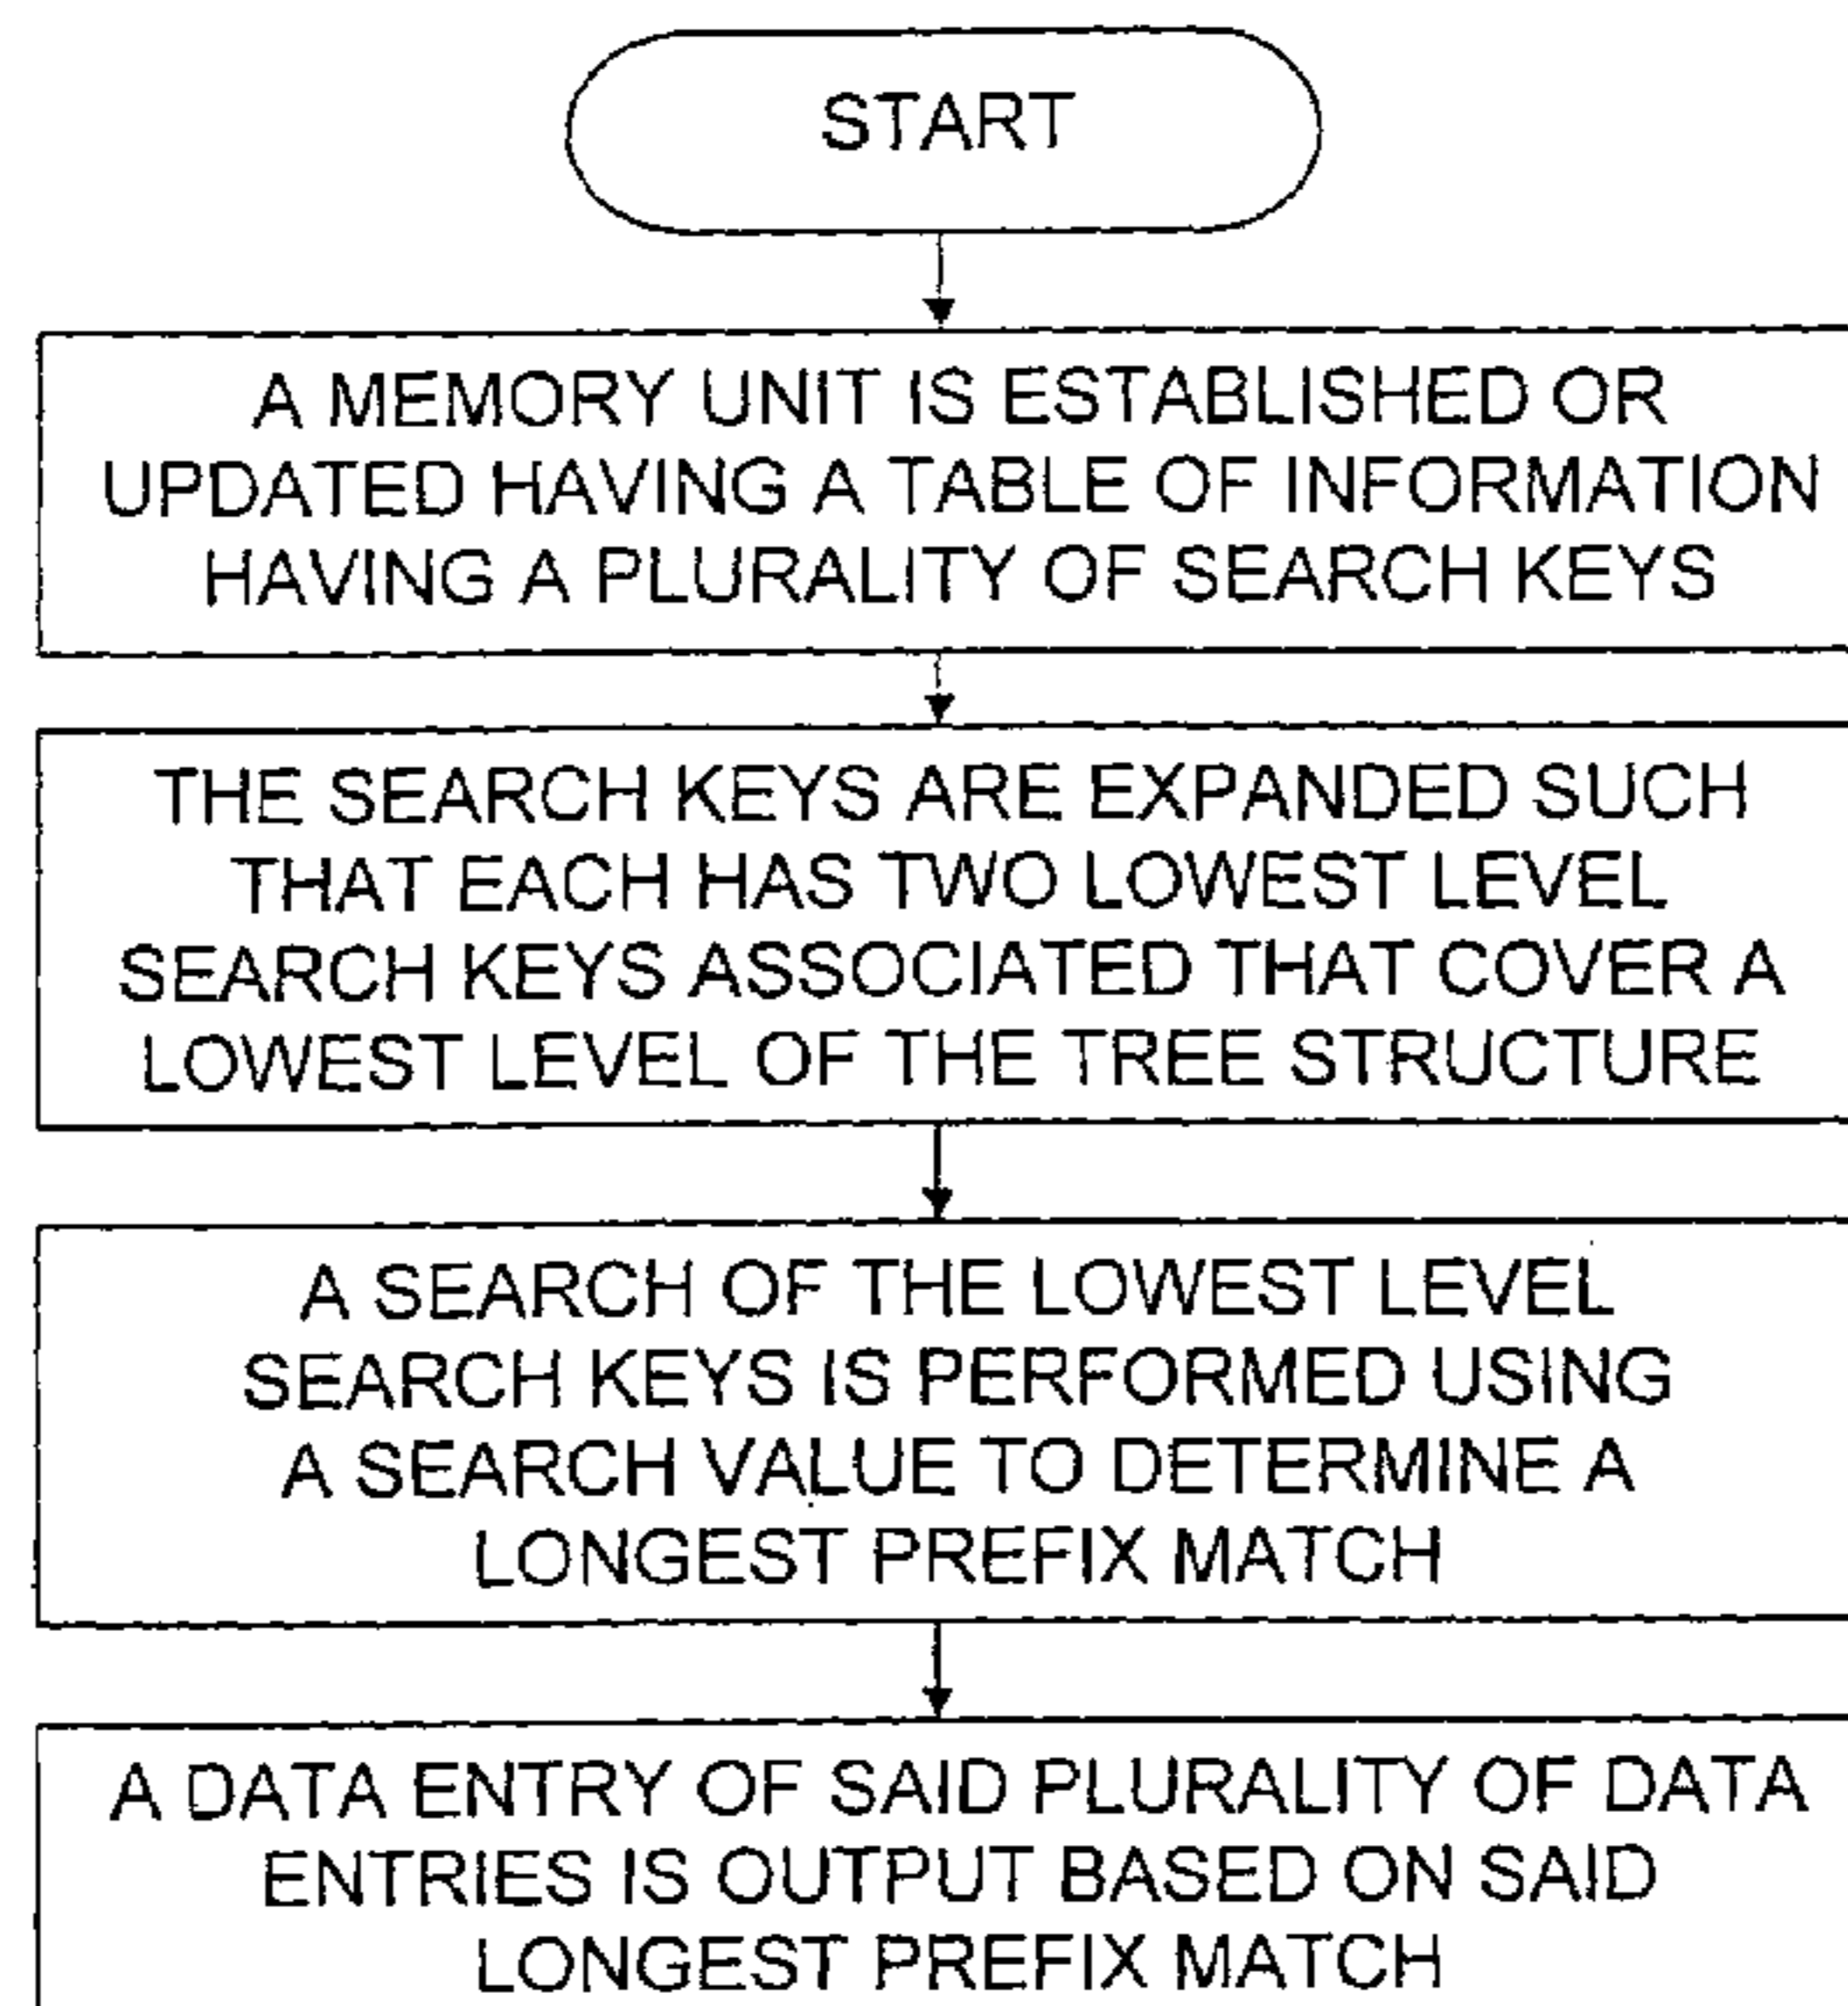 START
A MEMORY UNIT IS ESTABLISHED OR
UPDATED HAVING A TABLE OF INFORMATION
HAVING A PLURALITY OF SEARCH KEYS
THE SEARCH KEYS ARE EXPANDED SUCH
THAT EACH HAS TWO LOWEST LEVEL
SEARCH KEYS ASSOCIATED THAT COVER A
LOWEST LEVEL OF THE TREE STRUCTURE
A SEARCH OF THE LOWEST LEVEL
SEARCH KEYS IS PERFORMED USING
A SEARCH VALUE TO DETERMINE A
LONGEST PREFIX MATCH
A DATA ENTRY OF SAID PLURALITY OF DATA
ENTRIES IS OUTPUT BASED ON SAID
LONGEST PREFIX MATCH